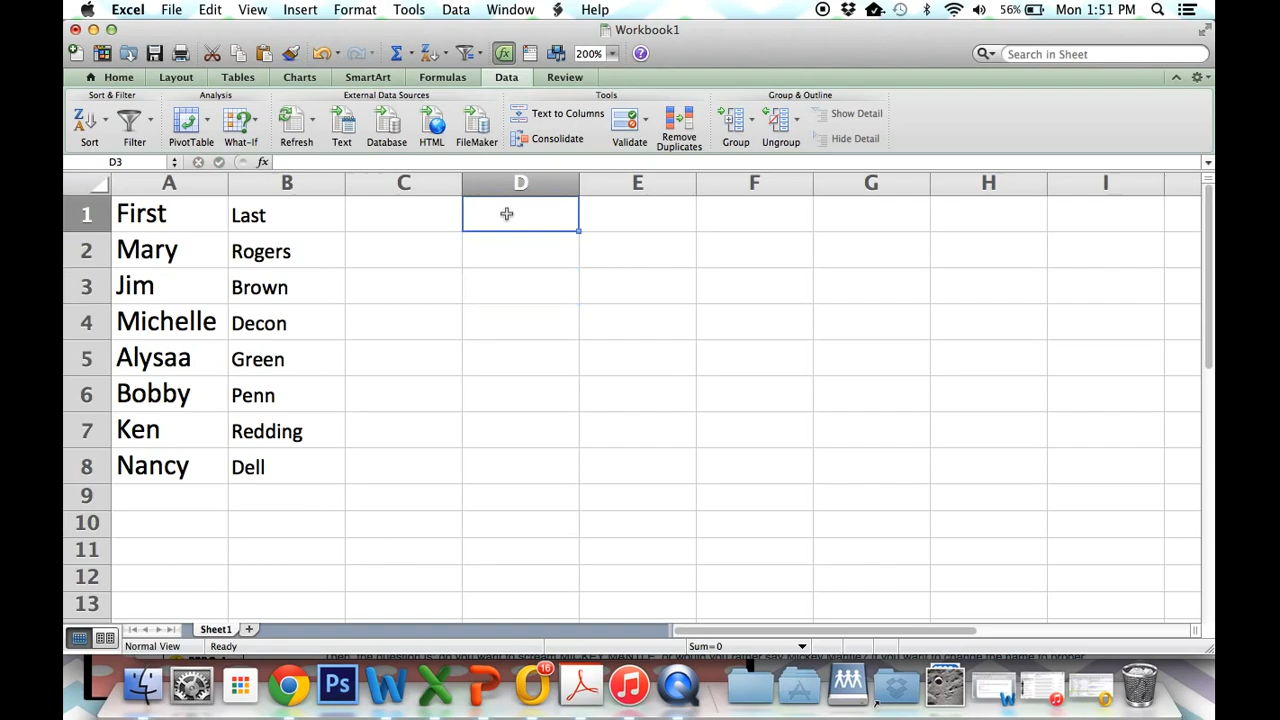 Excel File Edit View Insert Format Tools Data Window Help 56% Mon 1:51 PM
Workbook1
200% Search in Sheet
Home Layout Tables Charts SmartArt Formulas Data Review
Sort & Filter Analysis External Data Sources Tools Group & Outline
Sort Filter PivotTable What-If Refresh Text Database HTML FileMaker Text to Columns Consolidate Validate Remove Duplicates Group Ungroup Show Detail Hide Detail
D3 fx
A B C D E F G H I
1 First Last
2 Mary Rogers
3 Jim Brown
4 Michelle Decon
5 Alysaa Green
6 Bobby Penn
7 Ken Redding
8 Nancy Dell
9
10
11
12
13
Sheet1
Normal View Ready Sum=0
Ps 16